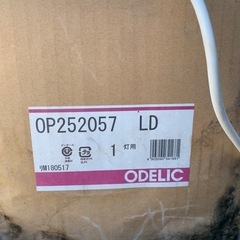 OP252057 LD
1 灯用
ODELIC